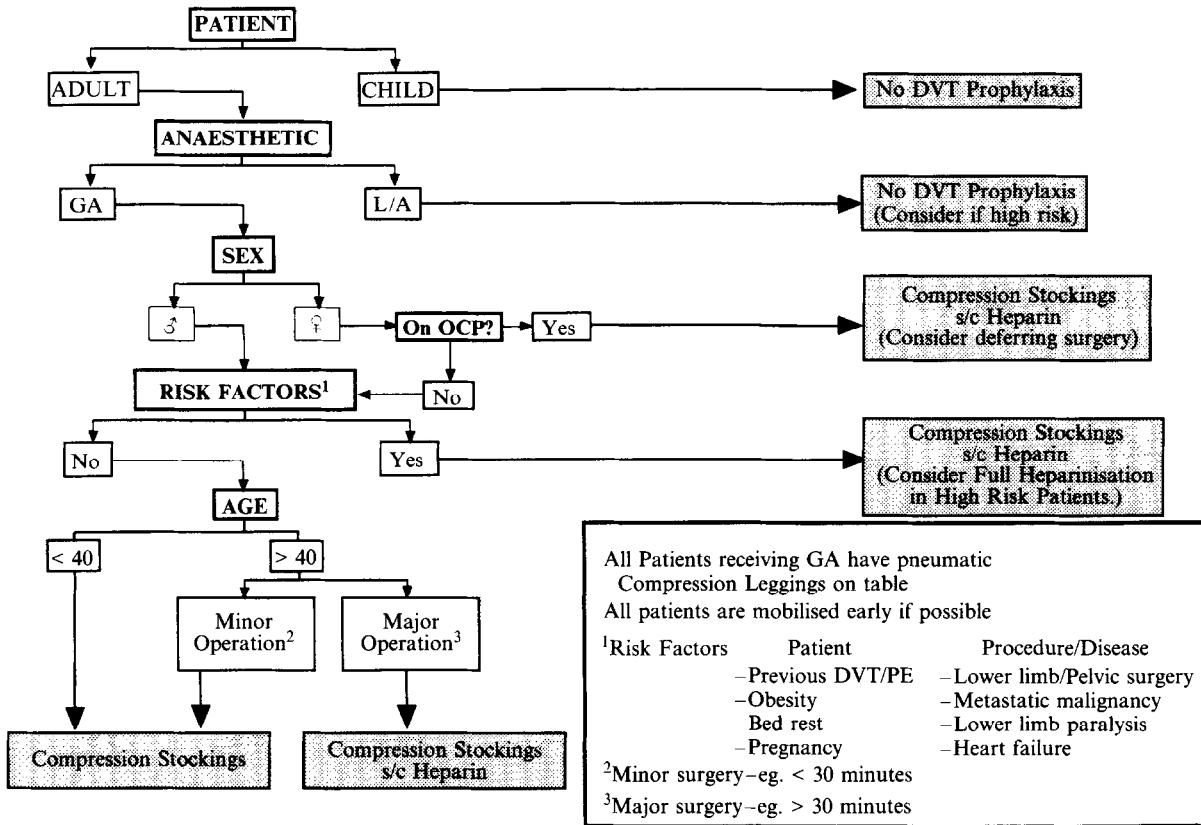 PATIENT
ADULT
CHILD
No DVT Prophylaxis
ANAESTHETIC
GA
L/A
No DVT Prophylaxis
(Consider if high risk)
SEX
♂
♀
On OCP?
Yes
Compression Stockings
s/c Heparin
(Consider deferring surgery)
No
RISK FACTORS¹
No
Yes
Compression Stockings
s/c Heparin
(Consider Full Heparinisation
in High Risk Patients.)
AGE
< 40
> 40
Minor
Operation²
Major
Operation³
Compression Stockings
Compression Stockings
s/c Heparin
All Patients receiving GA have pneumatic
Compression Leggings on table
All patients are mobilised early if possible
¹Risk Factors Patient Procedure/Disease
–Previous DVT/PE –Lower limb/Pelvic surgery
–Obesity –Metastatic malignancy
Bed rest –Lower limb paralysis
–Pregnancy –Heart failure
²Minor surgery–eg. < 30 minutes
³Major surgery–eg. > 30 minutes